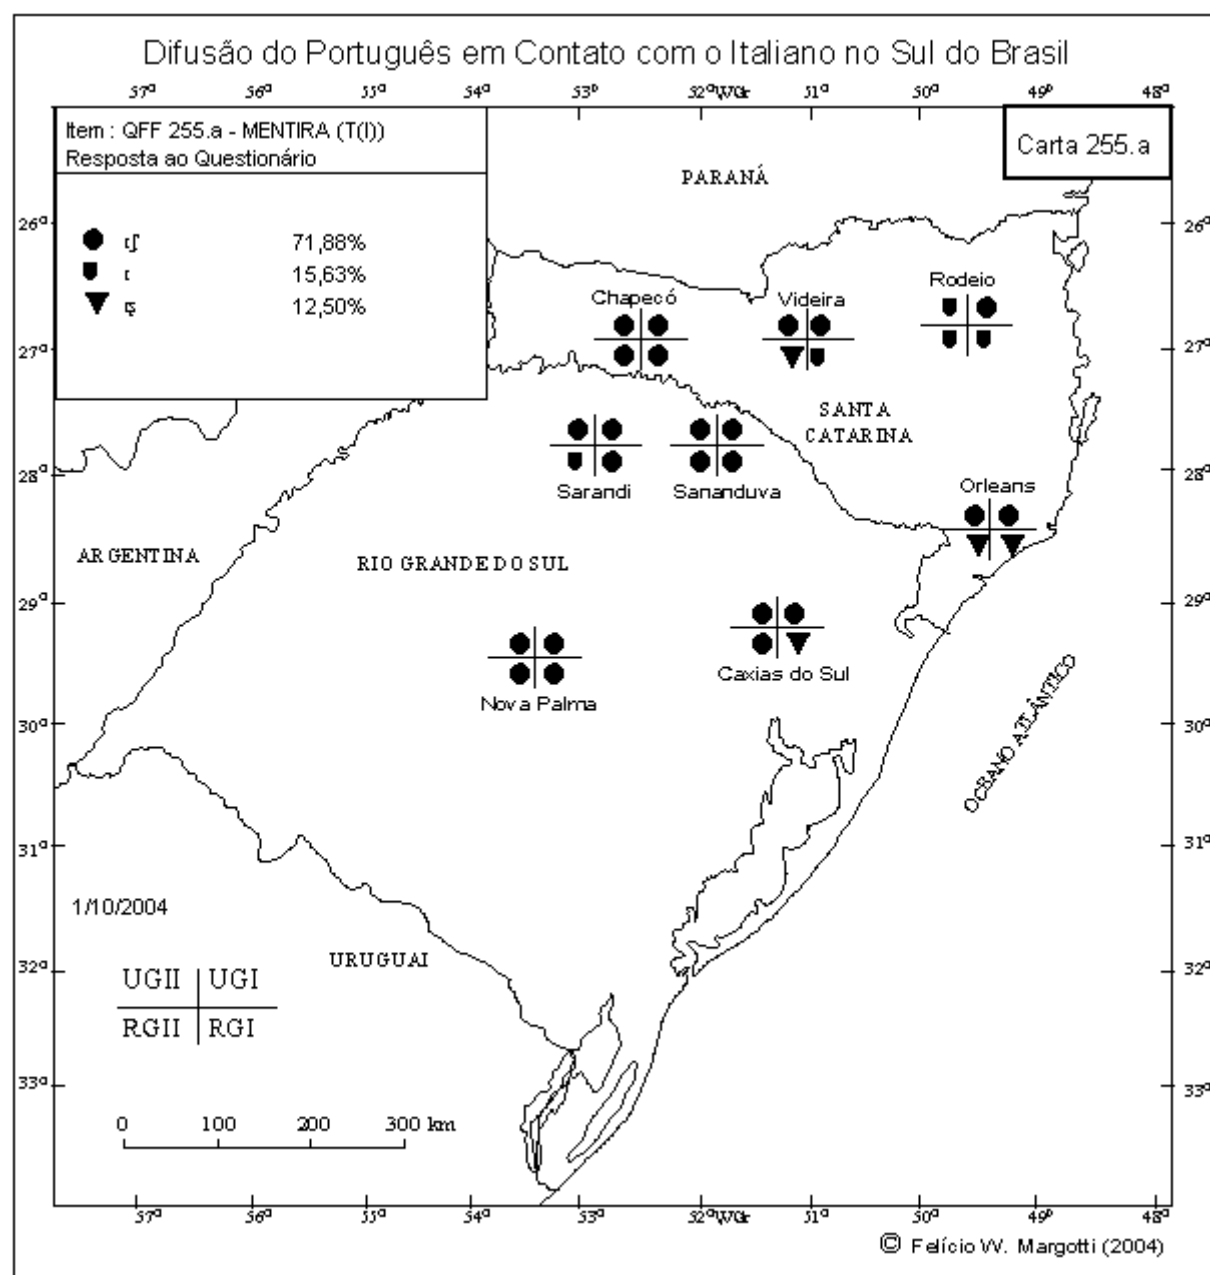 Difusão do Português em Contato com o Italiano no Sul do Brasil
57º 56º 55º 54º 53º 52ºWGr 51º 50º 49º 48º
Item : QFF 255.a - MENTIRA (T(I))
Resposta ao Questionário
Carta 255.a
PARANÁ
26º 26º
tʃ 71,88%
t 15,63%
12,50%
Chapecó Videira Rodeio
27º 27º
SANTA
CATARINA
28º 28º
Sarandi Sananduva Orleans
ARGENTINA
RIO GRANDE DO SUL
29º 29º
Caxias do Sul
Nova Palma
OCEANO ATLÂNTICO
30º 30º
31º 31º
1/10/2004
URUGUAI
32º 32º
UGII UGI
RGII RGI
33º 33º
0 100 200 300 km
57º 56º 55º 54º 53º 52ºWGr 51º 50º 49º 48º
© Felício W. Margotti (2004)